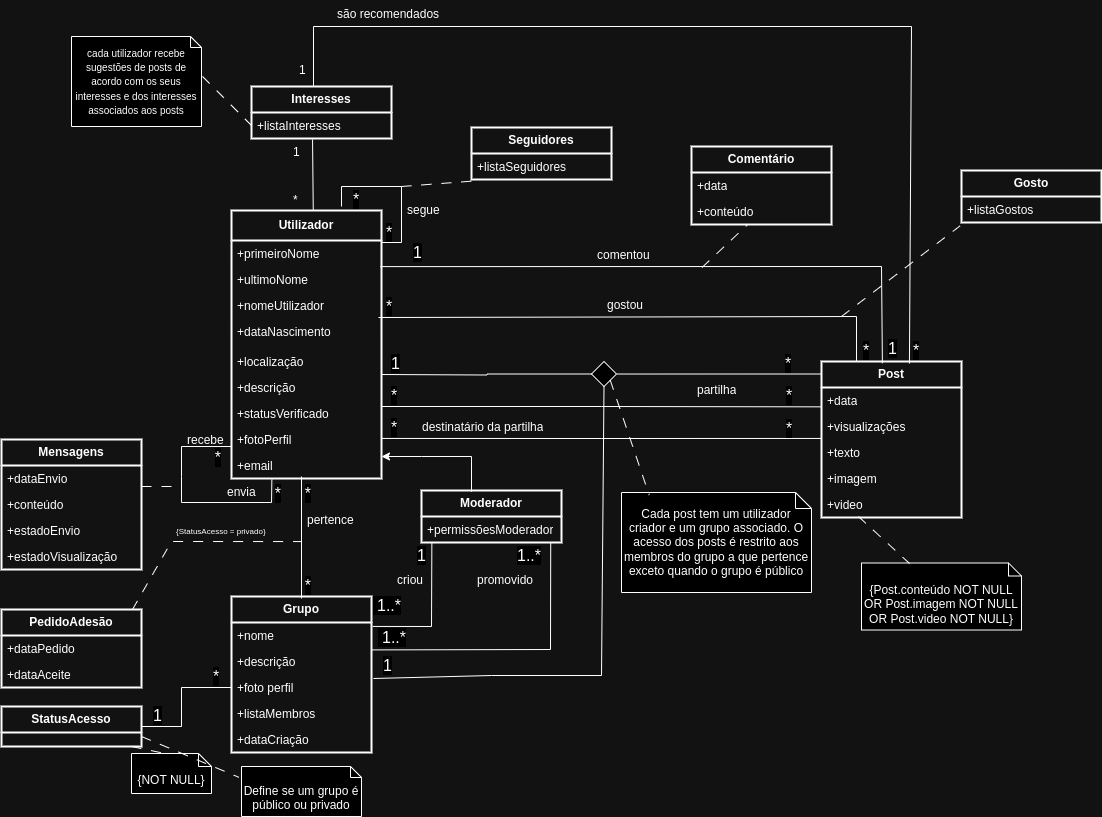 são recomendados
cada utilizador recebe
sugestões de posts de
acordo com os seus
interesses e dos interesses
associados aos posts
1
Interesses
+listaInteresses
1
*
Seguidores
+listaSeguidores
Comentário
+data
+conteúdo
Gosto
+listaGostos
*
segue
*
Utilizador
+primeiroNome
+ultimoNome
+nomeUtilizador
+dataNascimento
+localização
+descrição
+statusVerificado
+fotoPerfil
+email
1
comentou
*
gostou
*
1
*
1
*
partilha
*
*
*
destinatário da partilha
*
Post
+data
+visualizações
+texto
+imagem
+video
recebe
*
envia
*
*
pertence
*
Mensagens
+dataEnvio
+conteúdo
+estadoEnvio
+estadoVisualização
{StatusAcesso = privado}
Moderador
+permissõesModerador
1
1..*
criou
promovido
1..*
1..*
1
Cada post tem um utilizador
criador e um grupo associado. O
acesso dos posts é restrito aos
membros do grupo a que pertence
exceto quando o grupo é público
{Post.conteúdo NOT NULL
OR Post.imagem NOT NULL
OR Post.video NOT NULL}
Grupo
+nome
+descrição
+foto perfil
+listaMembros
+dataCriação
PedidoAdesão
+dataPedido
+dataAceite
*
1
StatusAcesso
{NOT NULL}
Define se um grupo é
público ou privado